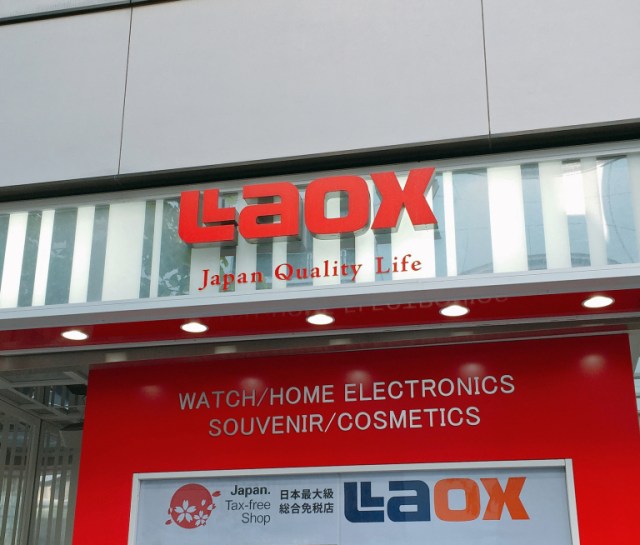 Laox
Japan Quality Life
WATCH/HOME ELECTRONICS
SOUVENIR/COSMETICS
Japan.
Tax-free
Shop
日本最大級
総合免税店
Laox